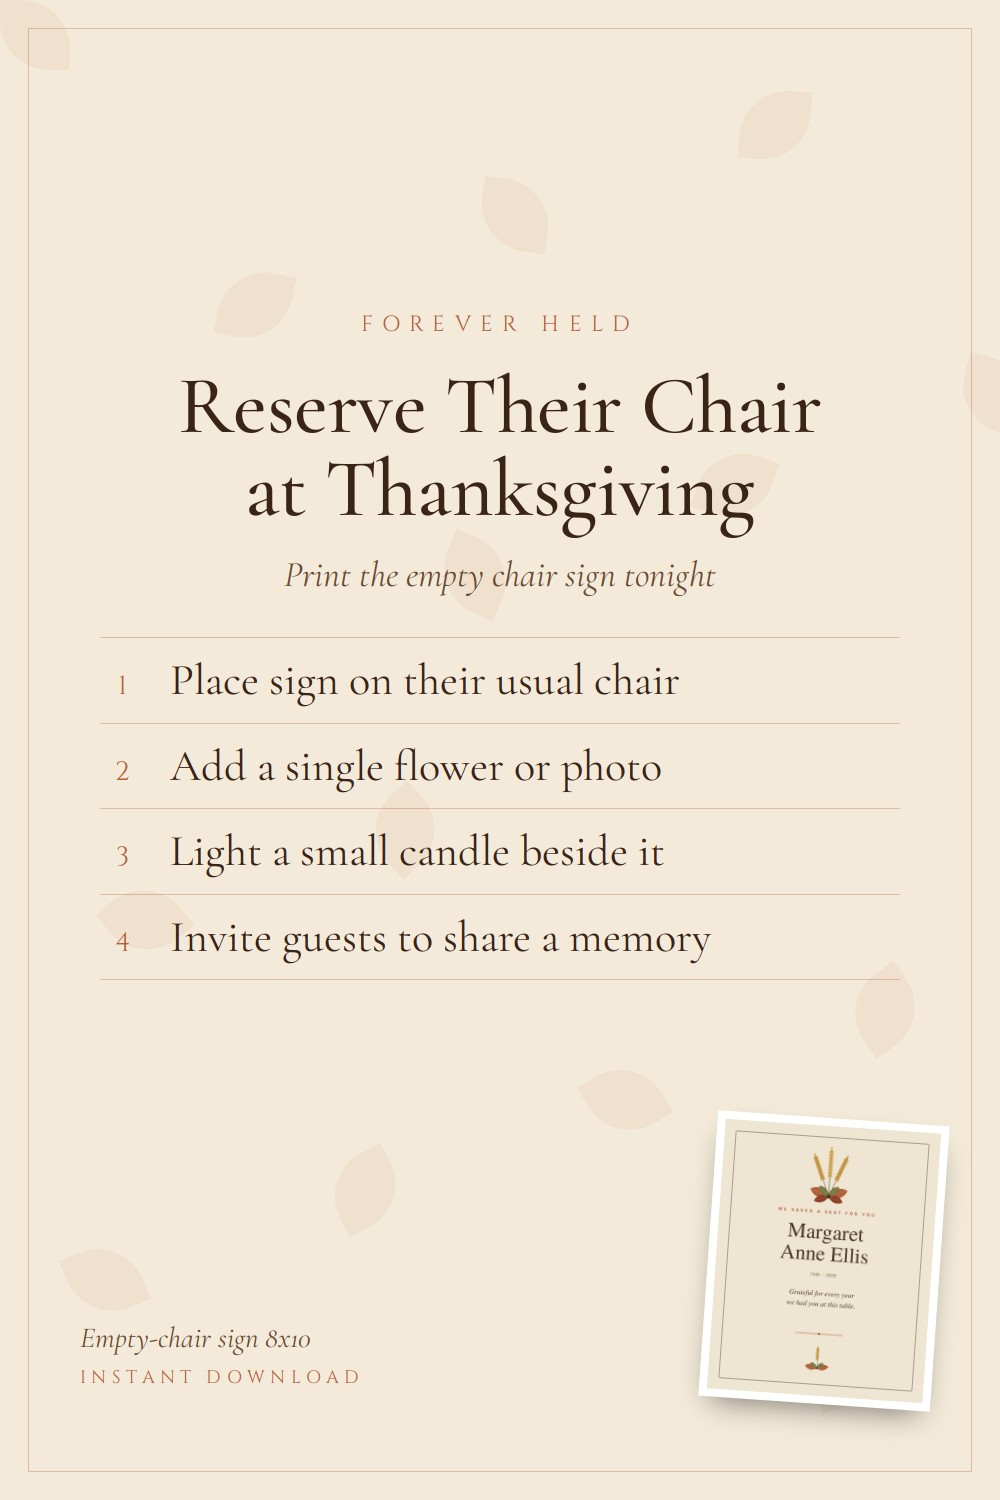 FOREVER HELD
Reserve Their Chair
at Thanksgiving
Print the empty chair sign tonight
1 Place sign on their usual chair
2 Add a single flower or photo
3 Light a small candle beside it
4 Invite guests to share a memory
WE SAVED A SEAT FOR YOU
Margaret
Anne Ellis
Grateful for every year
we had you at this table.
Empty-chair sign 8x10
INSTANT DOWNLOAD